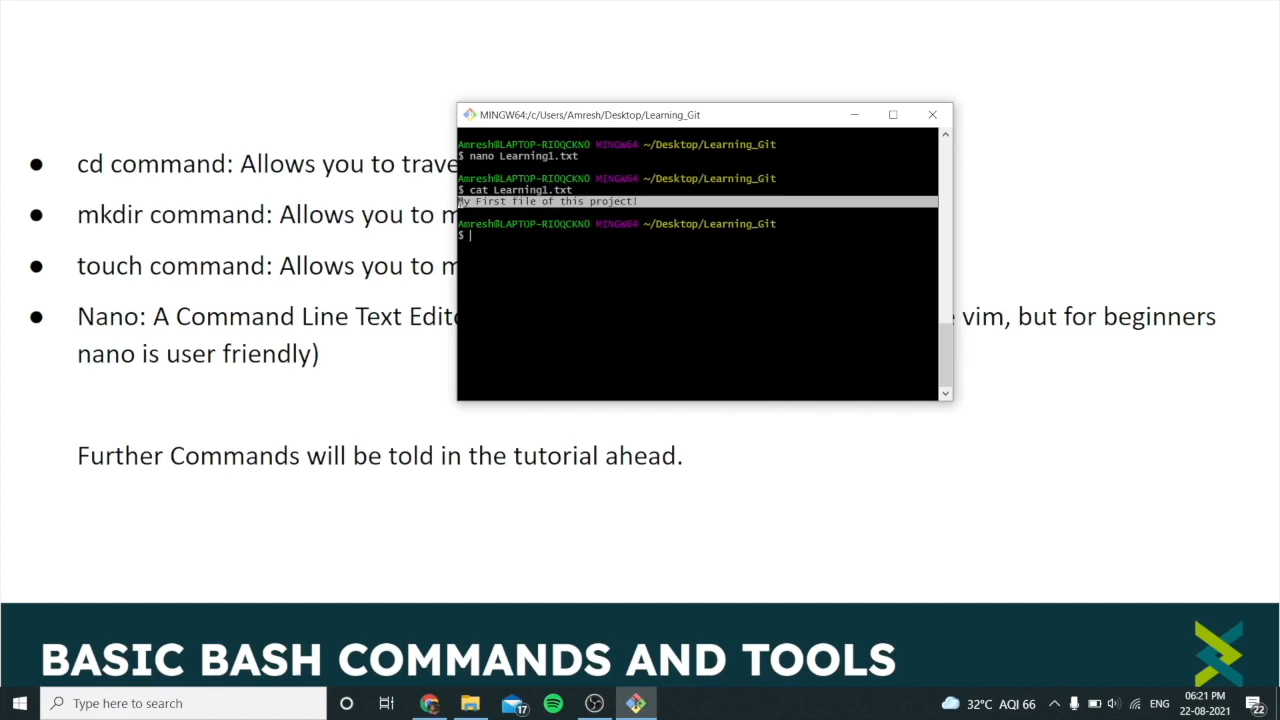 MINGW64:/c/Users/Amresh/Desktop/Learning_Git
Amresh@LAPTOP-RIOQCKNO MINGW64 ~/Desktop/Learning_Git
$ nano Learning1.txt
Amresh@LAPTOP-RIOQCKNO MINGW64 ~/Desktop/Learning_Git
$ cat Learning1.txt
My First file of this project!
Amresh@LAPTOP-RIOQCKNO MINGW64 ~/Desktop/Learning_Git
$
● cd command: Allows you to trave
● mkdir command: Allows you to m
● touch command: Allows you to m
● Nano: A Command Line Text Edito vim, but for beginners
nano is user friendly)
Further Commands will be told in the tutorial ahead.
BASIC BASH COMMANDS AND TOOLS
Type here to search
17
32°C AQI 66
ENG
06:21 PM
22-08-2021
22